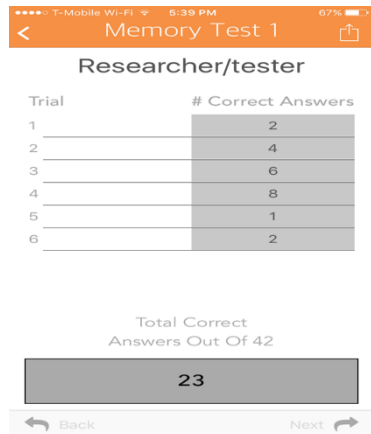 T-Mobile Wi-Fi 5:39 PM 67%
Memory Test 1
Researcher/tester
Trial # Correct Answers
1 2
2 4
3 6
4 8
5 1
6 2
Total Correct
Answers Out Of 42
23
Back Next